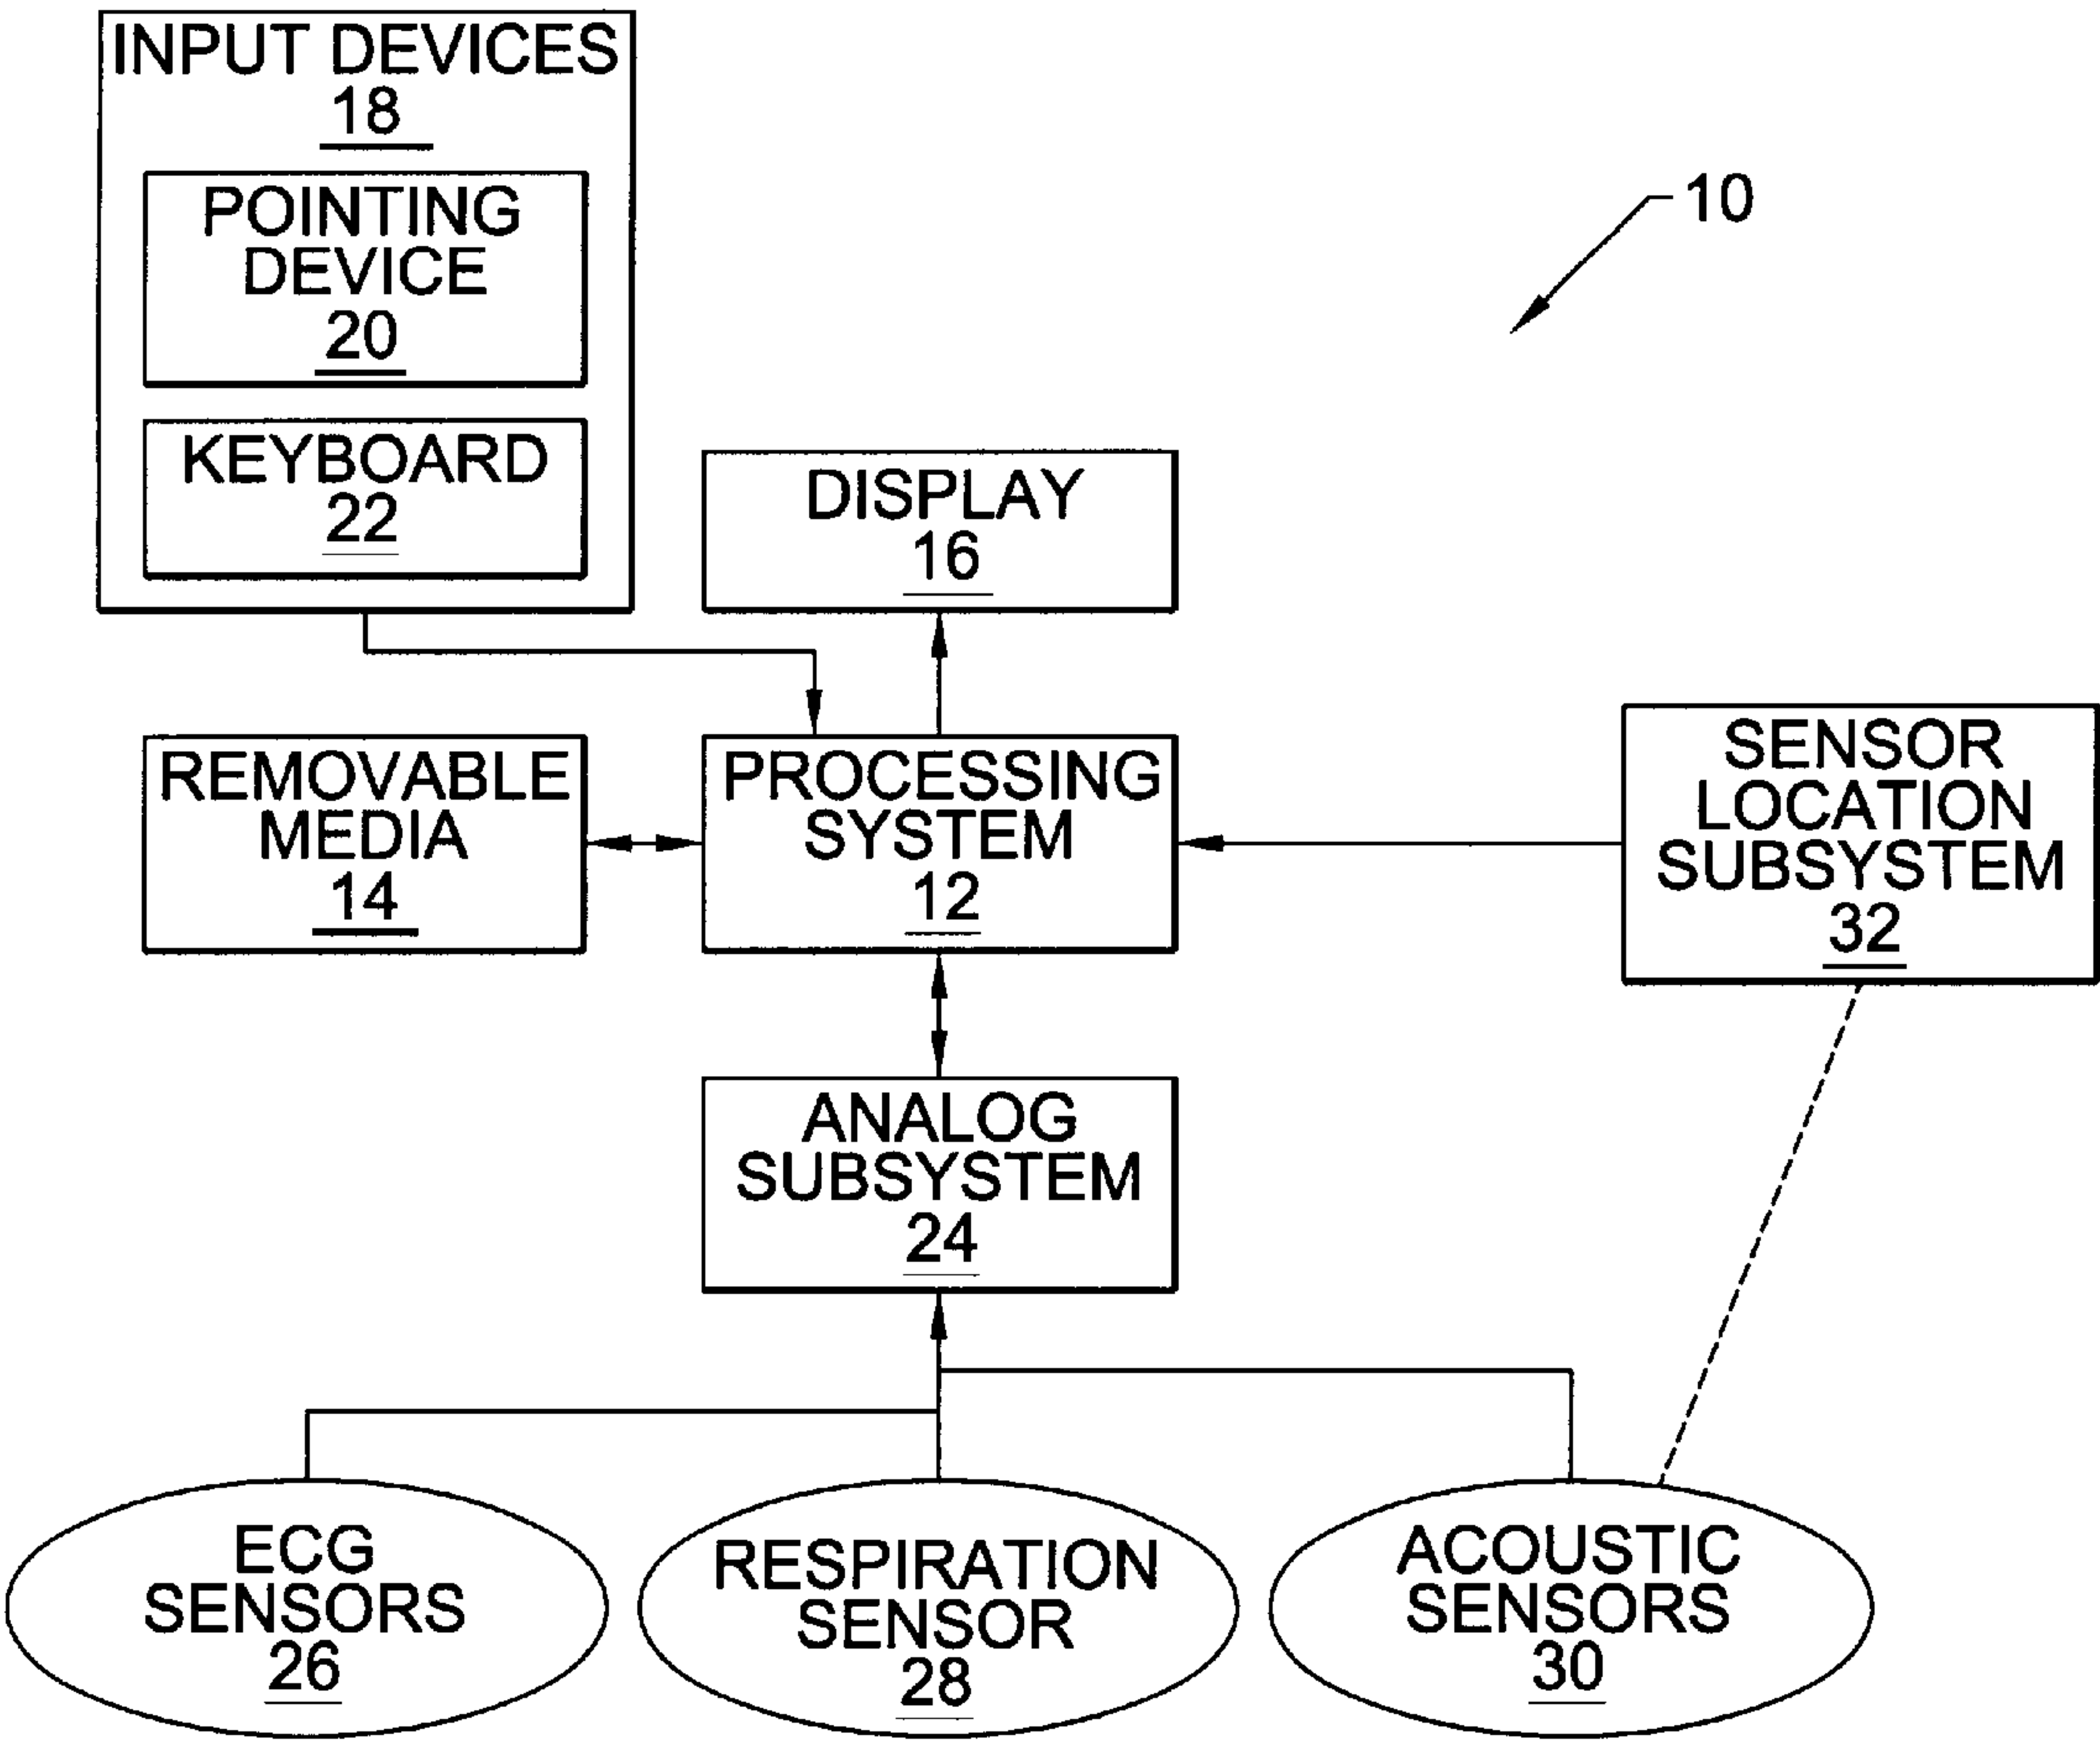 INPUT DEVICES
18
POINTING
DEVICE
20
KEYBOARD
22
10
DISPLAY
16
REMOVABLE
MEDIA
14
PROCESSING
SYSTEM
12
SENSOR
LOCATION
SUBSYSTEM
32
ANALOG
SUBSYSTEM
24
ECG
SENSORS
26
RESPIRATION
SENSOR
28
ACOUSTIC
SENSORS
30